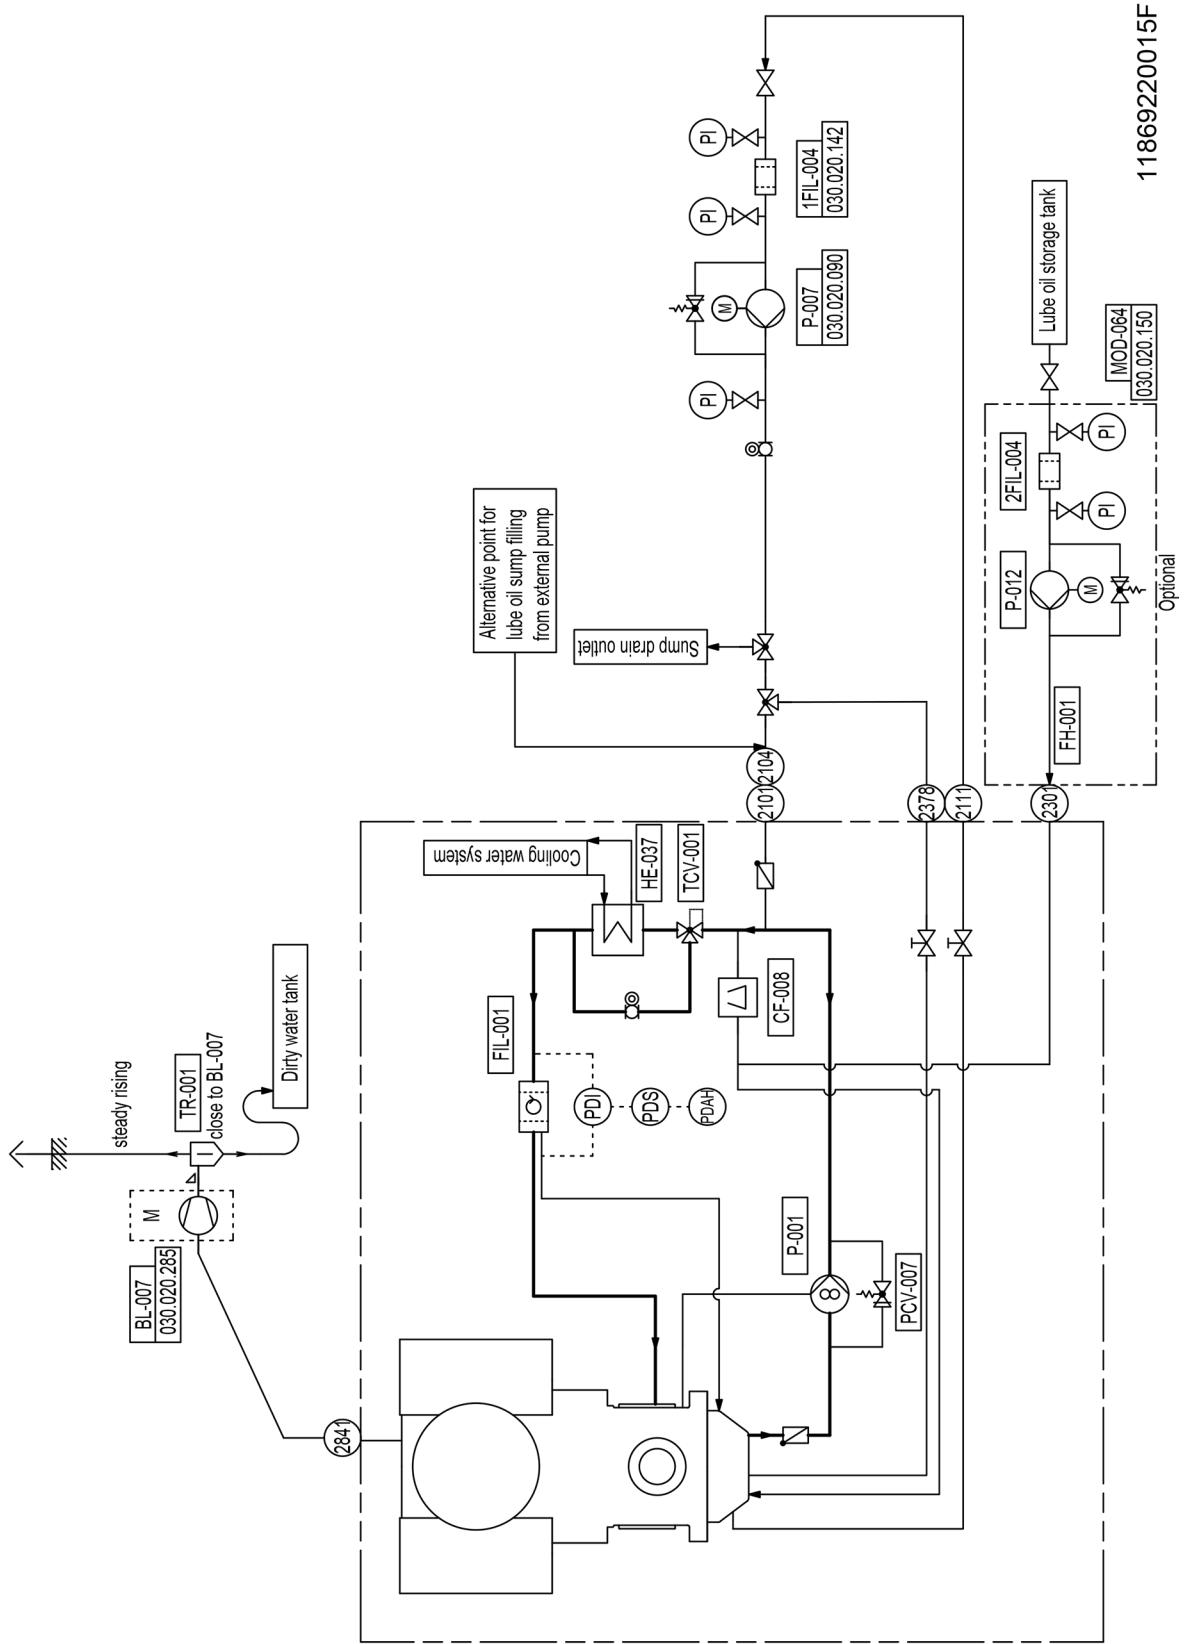 11869220015F
PI
PI
1FIL-004
030.020.142
M
P-007
030.020.090
PI
Lube oil storage tank
MOD-064
030.020.150
2FIL-004
PI
PI
P-012
M
Optional
FH-001
Alternative point for
lube oil sump filling
from external pump
Sump drain outlet
2101
2104
2378
2111
2301
Cooling water system
HE-037
TCV-001
CF-008
FIL-001
PDI
PDS
PDAH
P-001
PCV-007
steady rising
TR-001
close to BL-007
Dirty water tank
M
BL-007
030.020.285
2841